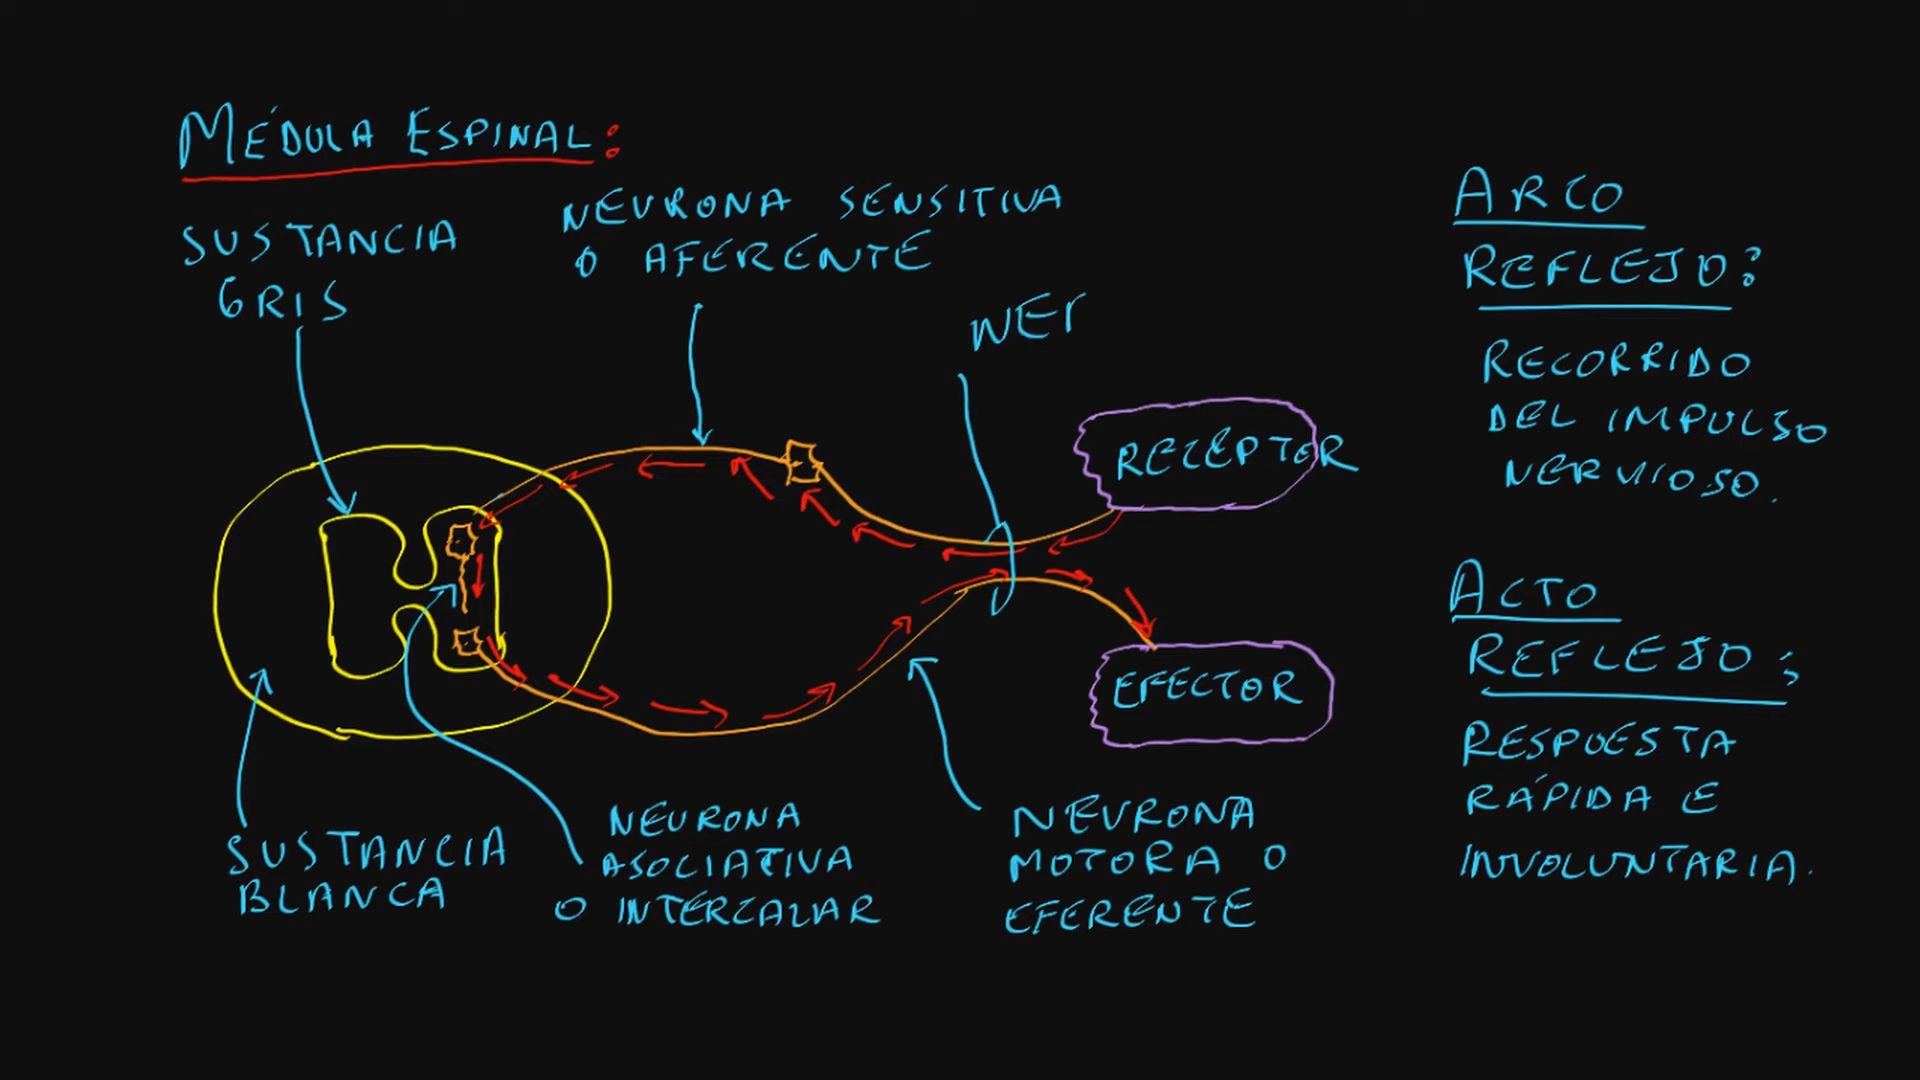 MÉDULA ESPINAL:
SUSTANCIA
GRIS
NEURONA SENSITIVA
O AFERENTE
NER
RECEPTOR
EFECTOR
SUSTANCIA
BLANCA
NEURONA
ASOCIATIVA
O INTERCALAR
NEURONA
MOTORA O
EFERENTE
ARCO
REFLEJO:
RECORRIDO
DEL IMPULSO
NERVIOSO.
ACTO
REFLEJO:
RESPUESTA
RÁPIDA E
INVOLUNTARIA.